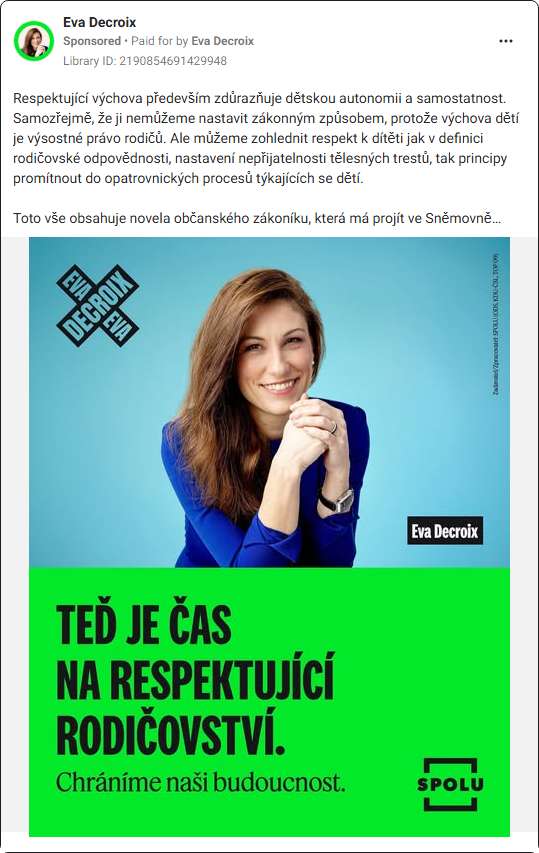 Eva Decroix
Sponsored • Paid for by Eva Decroix
Library ID: 2190854691429948
Respektující výchova především zdůrazňuje dětskou autonomii a samostatnost.
Samozřejmě, že ji nemůžeme nastavit zákonným způsobem, protože výchova dětí
je výsostné právo rodičů. Ale můžeme zohlednit respekt k dítěti jak v definici
rodičovské odpovědnosti, nastavení nepřijatelnosti tělesných trestů, tak principy
promítnout do opatrovnických procesů týkajících se dětí.
Toto vše obsahuje novela občanského zákoníku, která má projít ve Sněmovně…
EVA
DECROIX
EVA
Zadavatel/Zpracovatel: SPOLU (ODS, KDU-ČSL, TOP 09)
Eva Decroix
TEĎ JE ČAS
NA RESPEKTUJÍCÍ
RODIČOVSTVÍ.
Chráníme naši budoucnost.
SPOLU